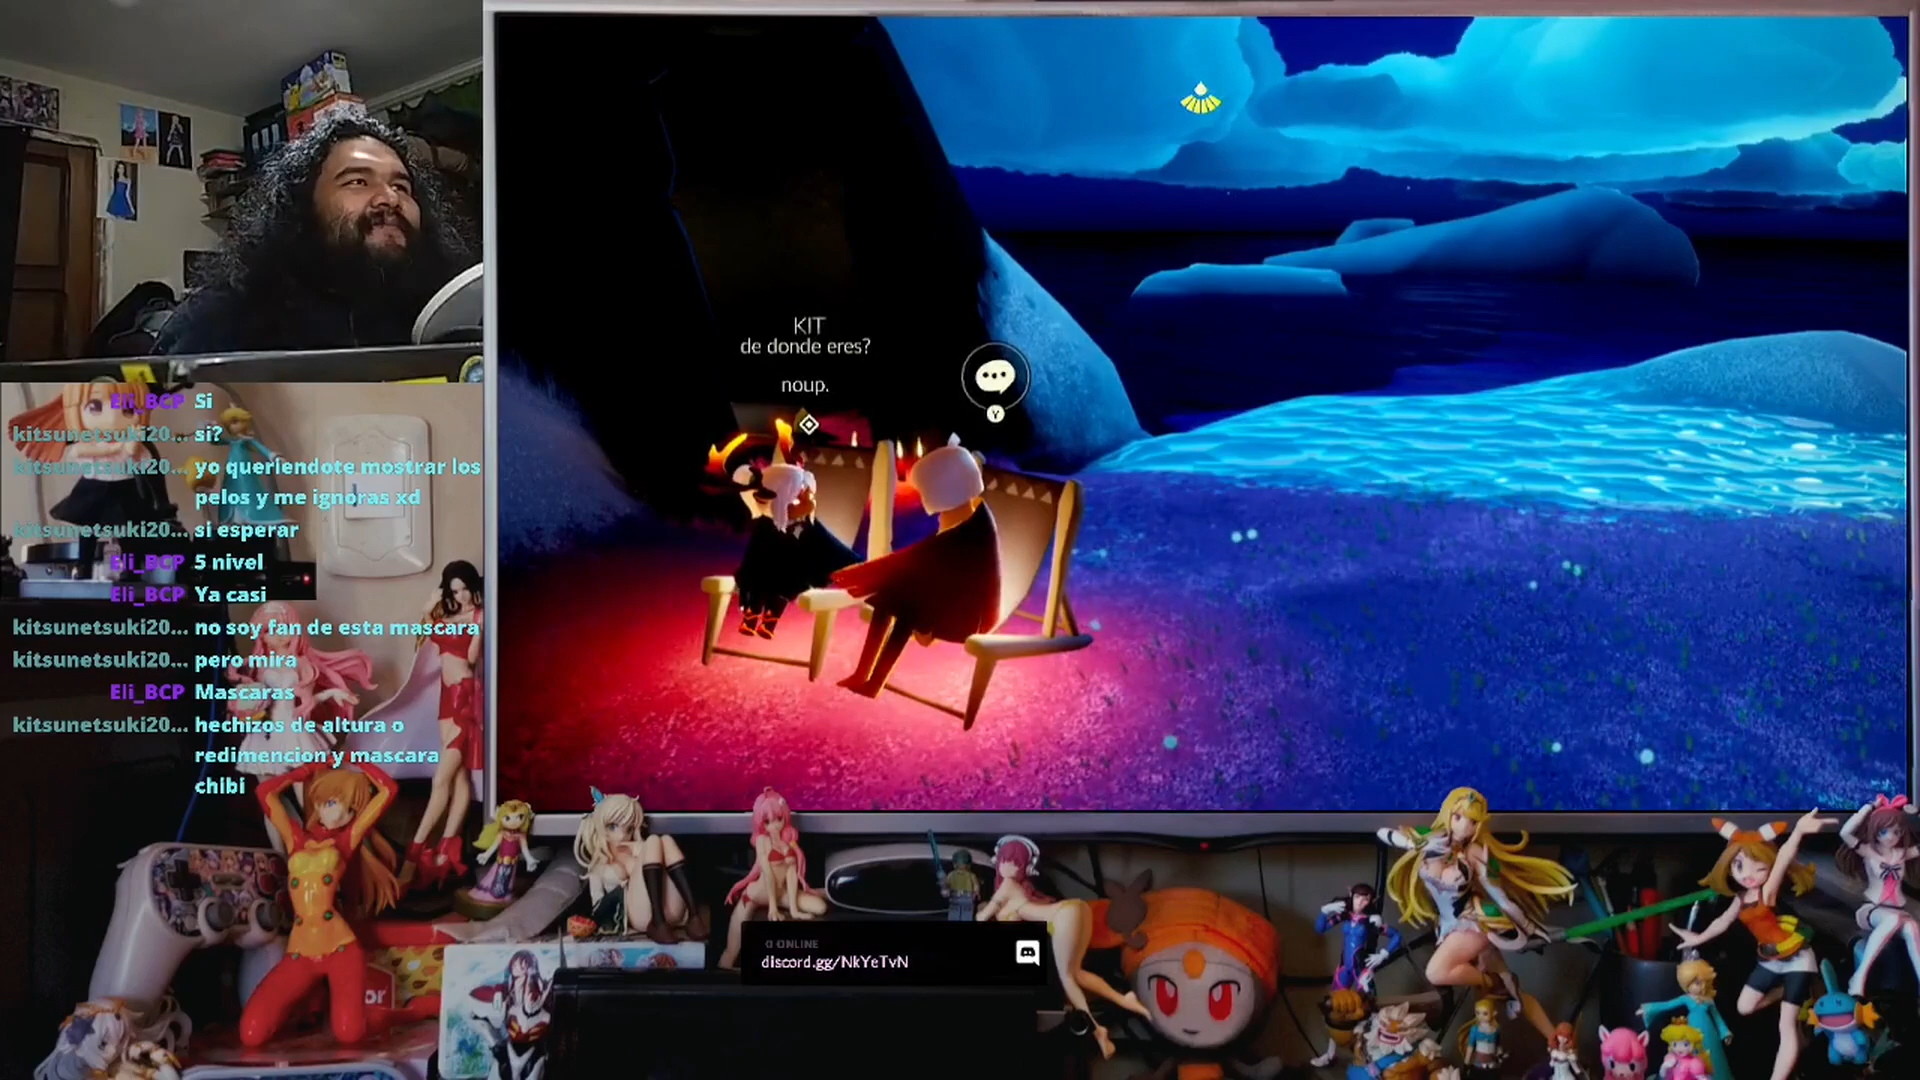 KIT
de donde eres?
noup.
Y
Eli_BCP Si
kitsunetsuki20... si?
kitsunetsuki20... yo queriendote mostrar los
pelos y me ignoras xd
kitsunetsuki20... si esperar
Eli_BCP 5 nivel
Eli_BCP Ya casi
kitsunetsuki20... no soy fan de esta mascara
kitsunetsuki20... pero mira
Eli_BCP Mascaras
kitsunetsuki20... hechizos de altura o
redimencion y mascara
chibi
0 ONLINE
discord.gg/NkYeTvN
or